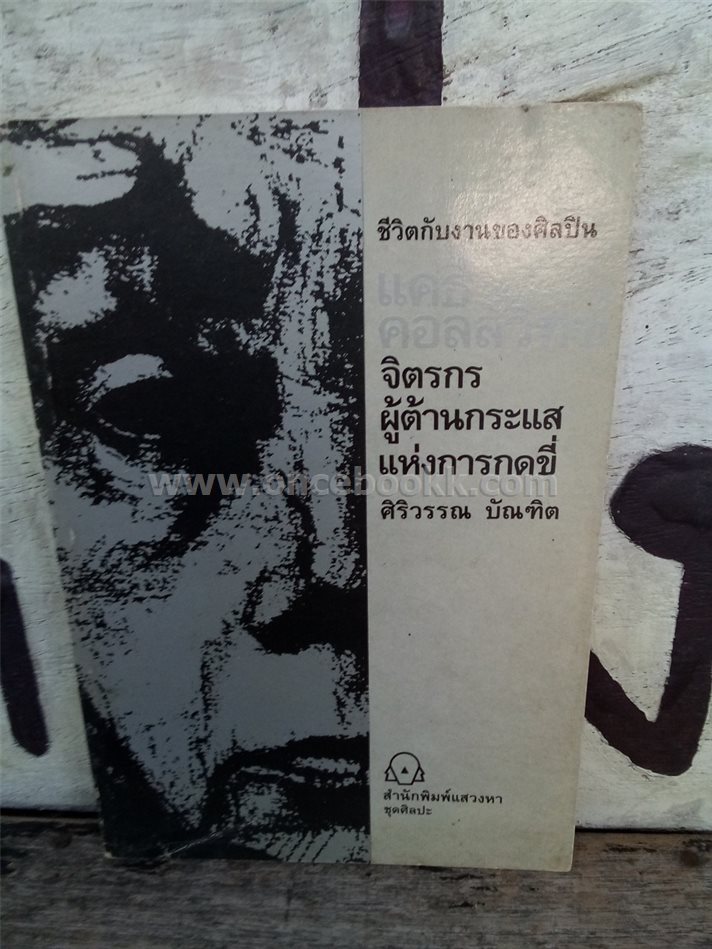 ชีวิตกับงานของศิลปิน
จิตรกร
ผู้ต้านกระแส
แห่งการกดขี่
www.oncebookk.com
ศิริวรรณ บัณฑิต
สำนักพิมพ์แสวงหา
ชุดศิลปะ